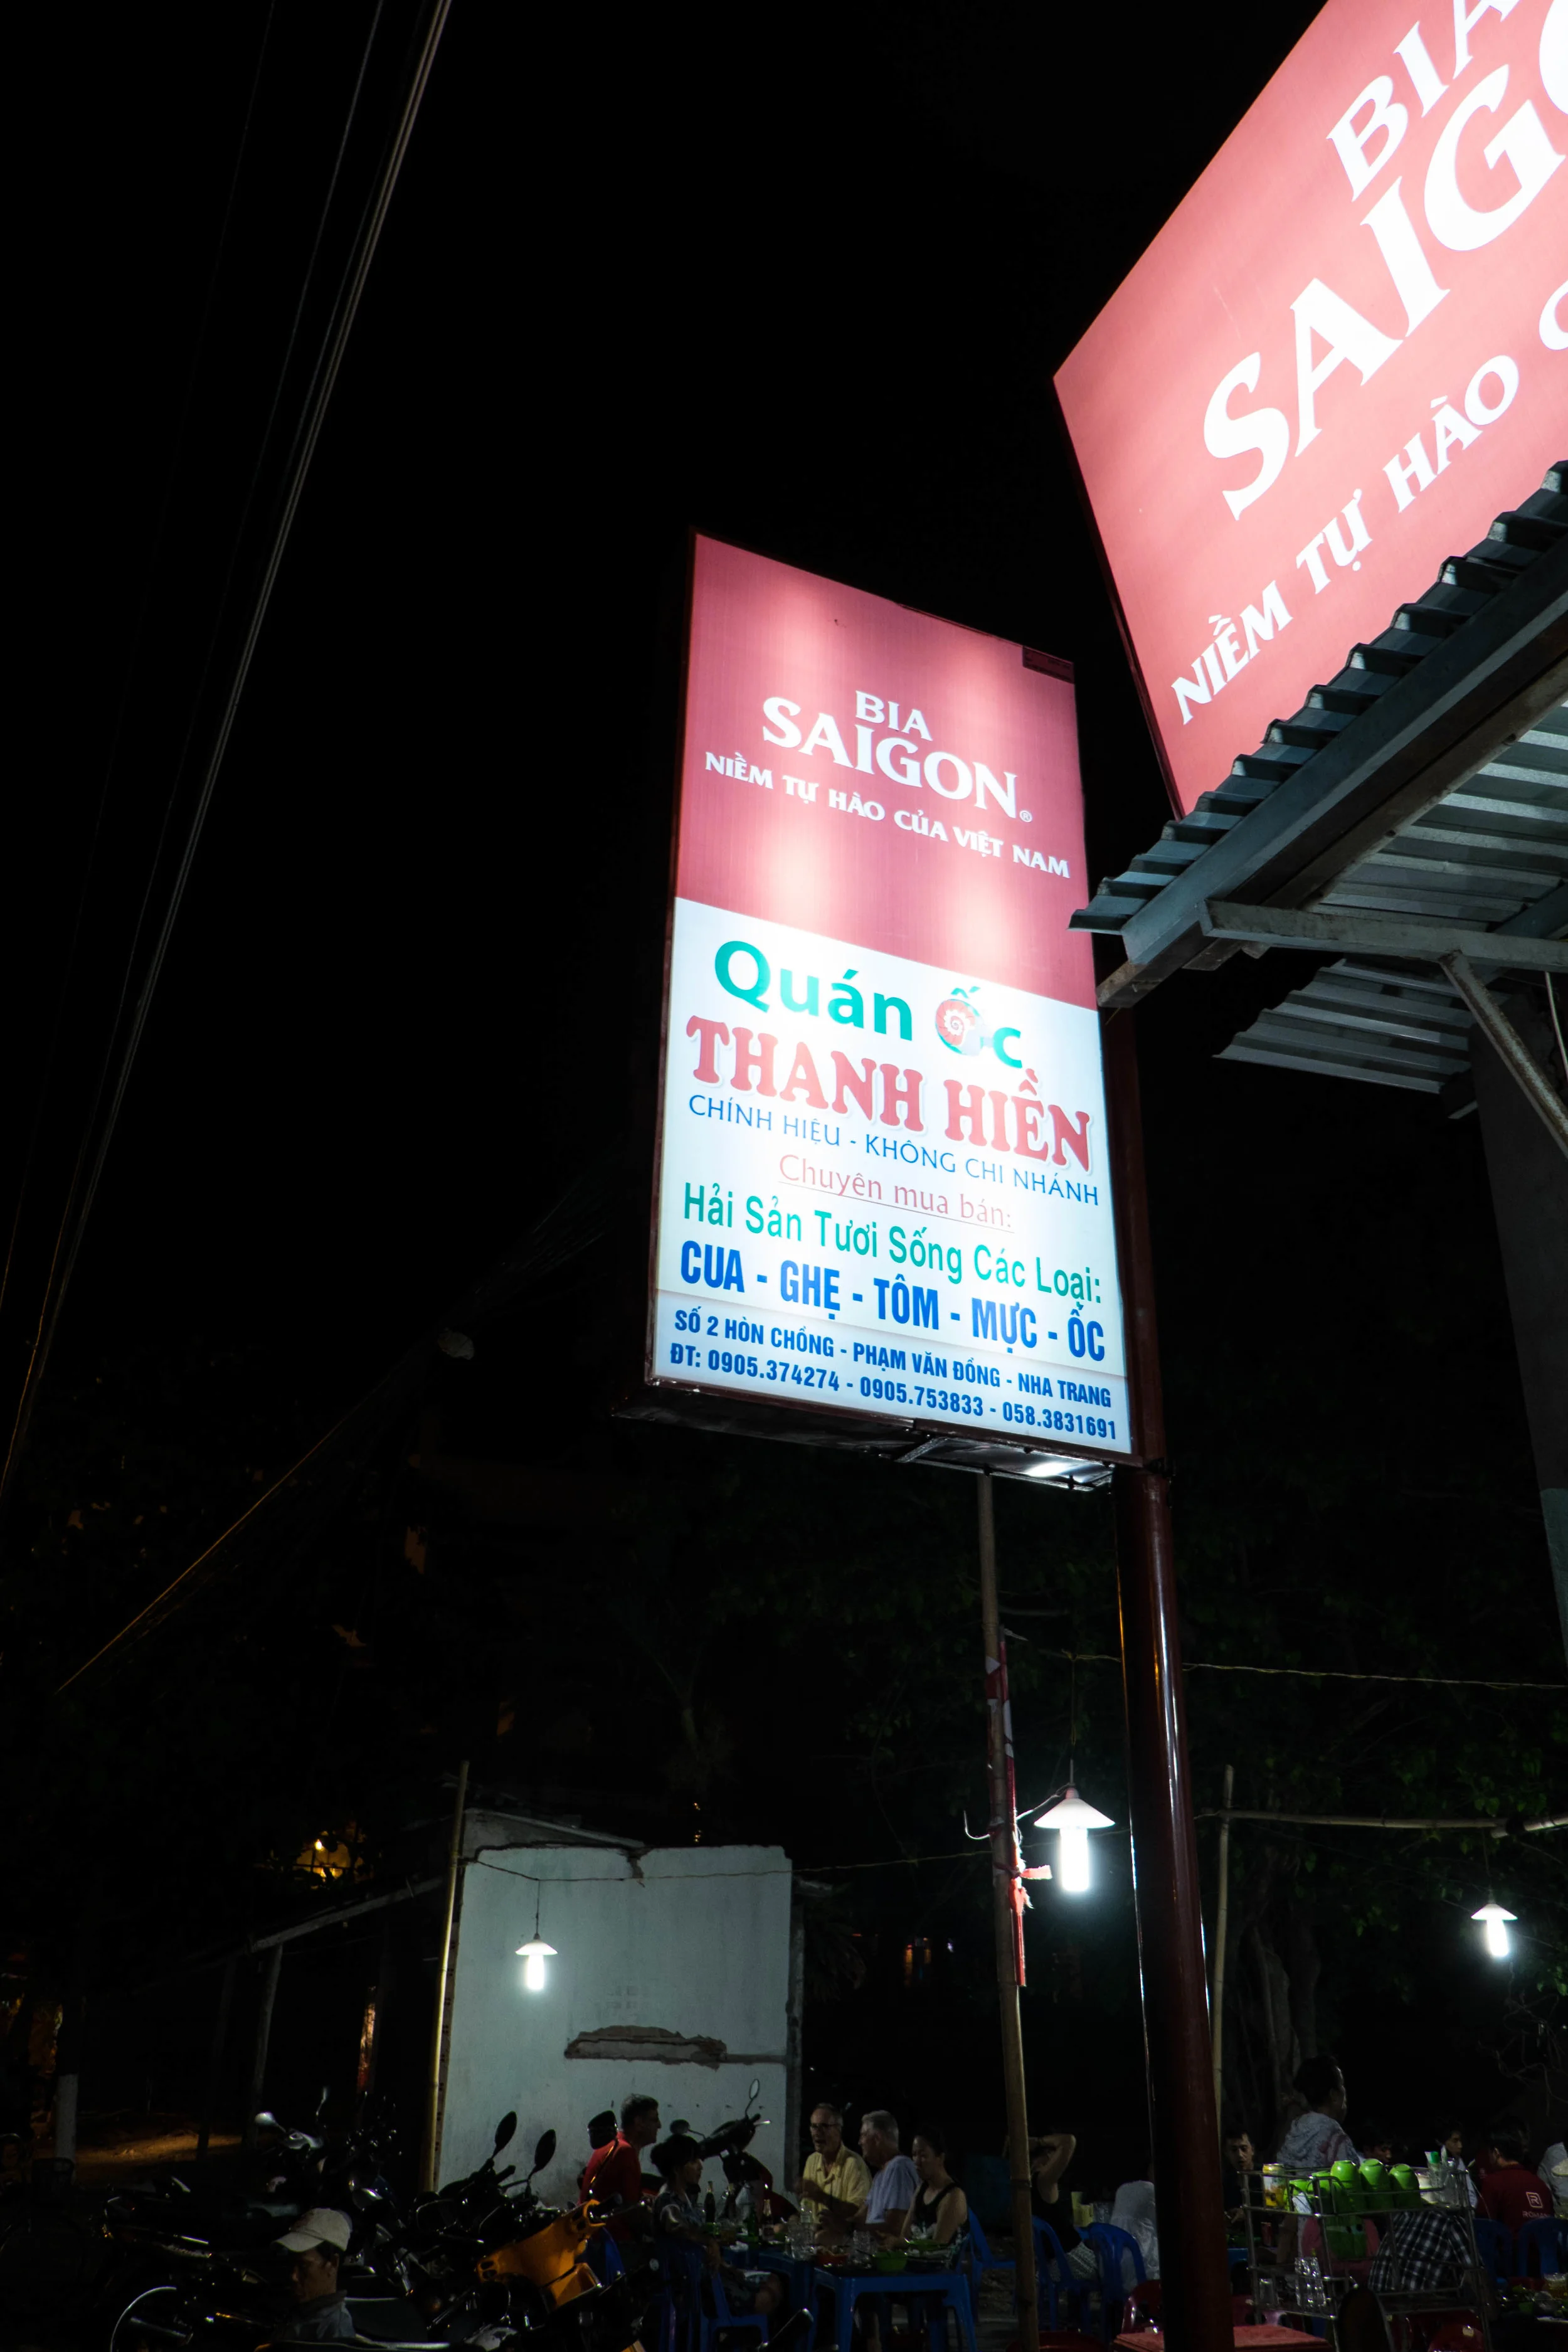 BIA
SAIGON®
NIỀM TỰ HÀO CỦA VIỆT NAM
Quán Ốc
THANH HIỀN
CHÍNH HIỆU - KHÔNG CHI NHÁNH
Chuyên mua bán:
Hải Sản Tươi Sống Các Loại:
CUA - GHẸ - TÔM - MỰC - ỐC
SỐ 2 HÒN CHỒNG - PHẠM VĂN ĐỒNG - NHA TRANG
ĐT: 0905.374274 - 0905.753833 - 058.3831691
BIA
SAIG
NIỀM TỰ HÀO